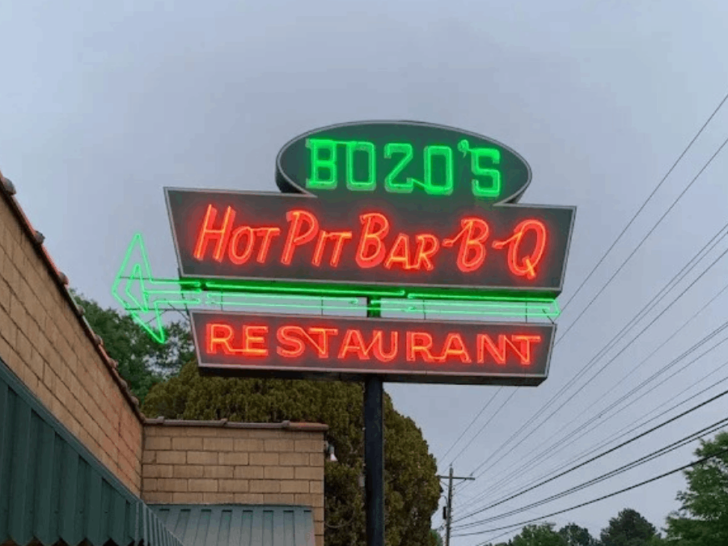 BOZO'S
HOT PIT BAR-B-Q
RESTAURANT